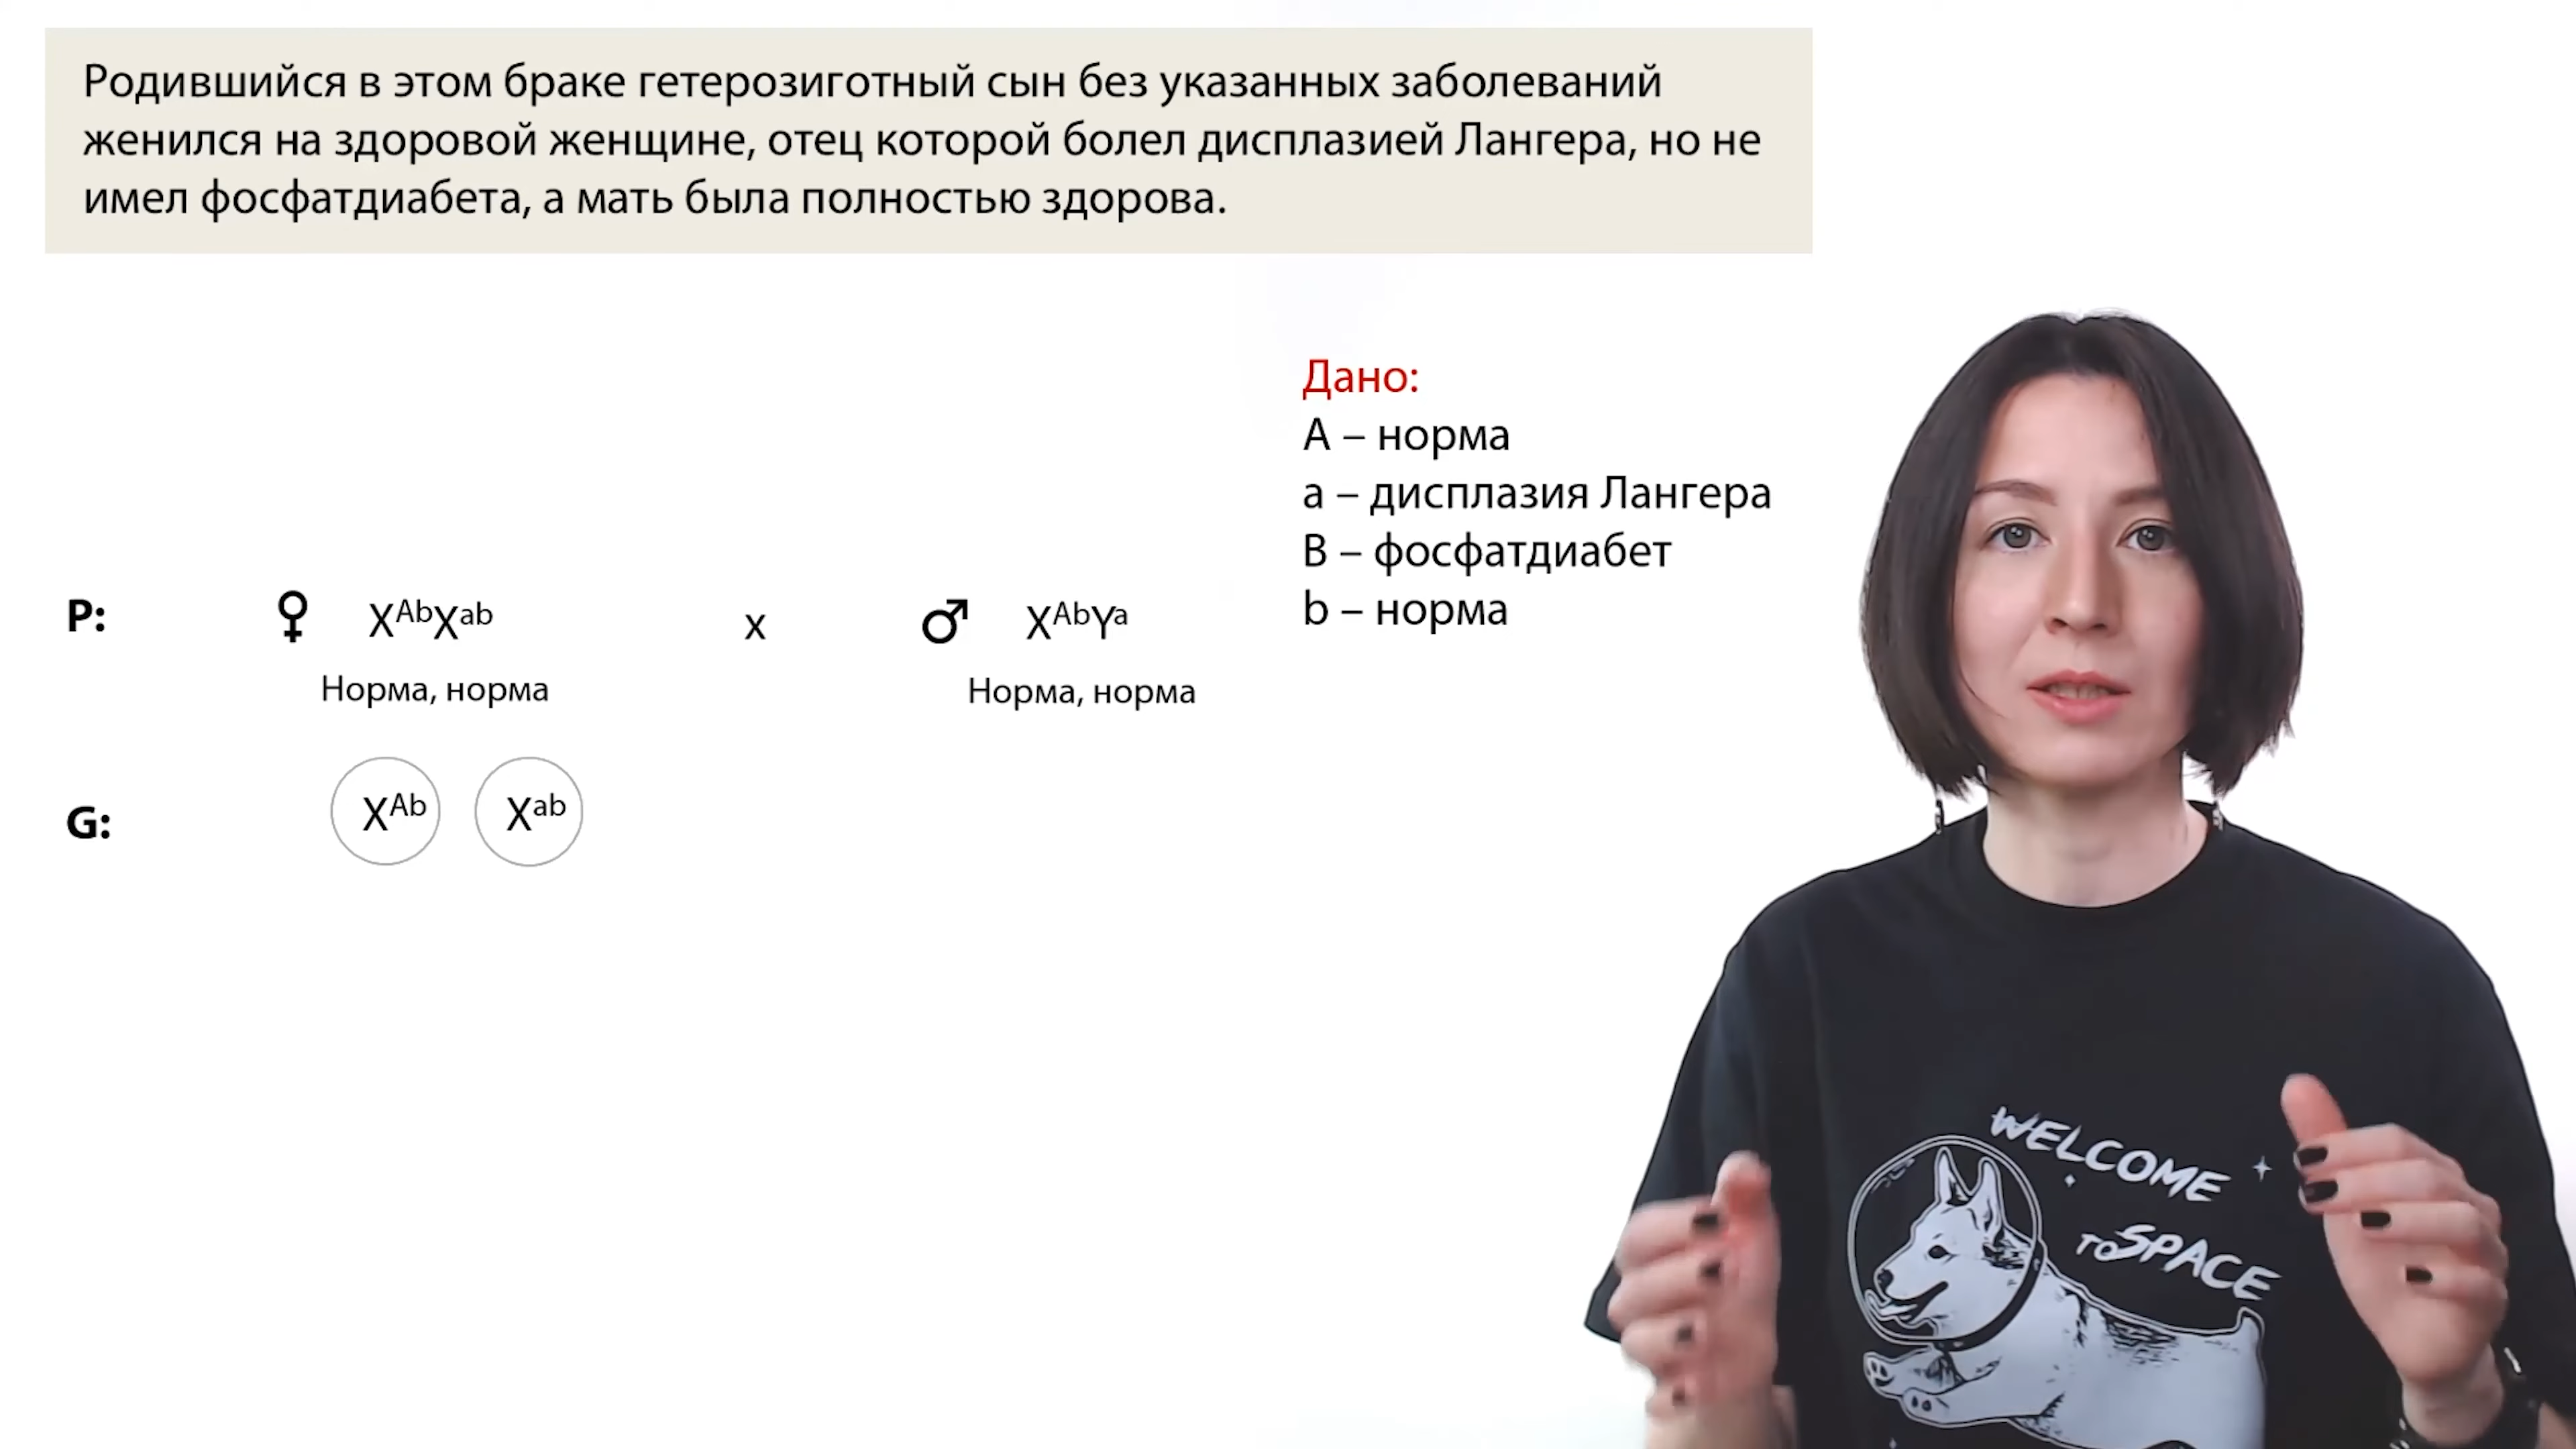 Родившийся в этом браке гетерозиготный сын без указанных заболеваний
женился на здоровой женщине, отец которой болел дисплазией Лангера, но не
имел фосфатдиабета, а мать была полностью здорова.
Дано:
A – норма
a – дисплазия Лангера
B – фосфатдиабет
b – норма
P: ♀ XᴬᵇXᵃᵇ x ♂ XᴬᵇYᵃ
Норма, норма Норма, норма
G: Xᴬᵇ Xᵃᵇ
WELCOME
TO SPACE